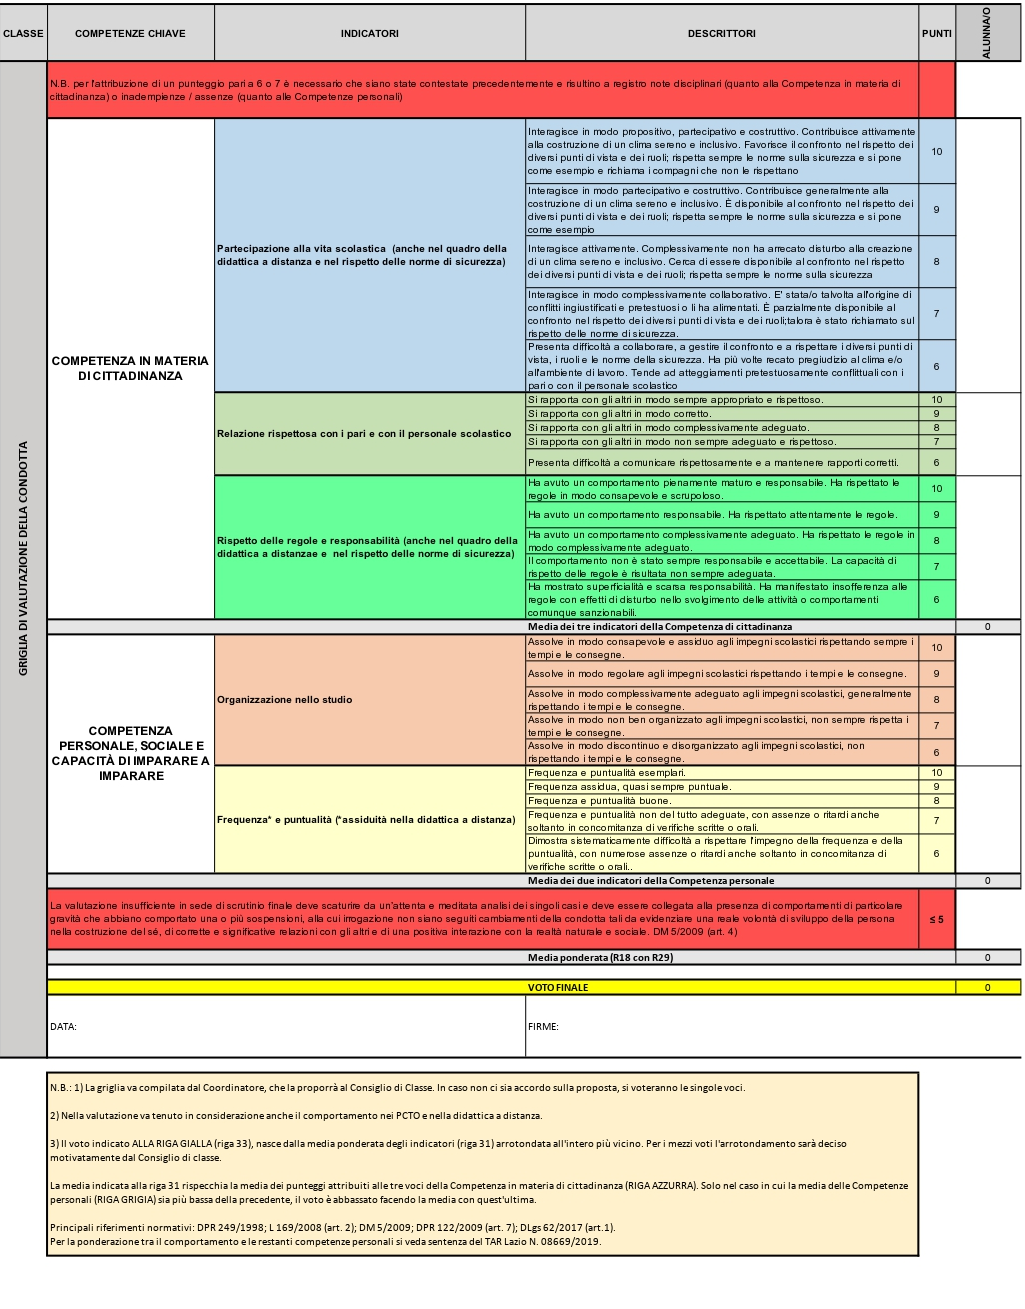 CLASSE
COMPETENZE CHIAVE
INDICATORI
DESCRITTORI
PUNTI
ALUNNA/O
GRIGLIA DI VALUTAZIONE DELLA CONDOTTA
N.B. per l'attribuzione di un punteggio pari a 6 o 7 è necessario che siano state contestate precedentemente e risultino a registro note disciplinari (quanto alla Competenza in materia di
cittadinanza) o inadempienze / assenze (quanto alle Competenze personali)
COMPETENZA IN MATERIA
DI CITTADINANZA
Partecipazione alla vita scolastica (anche nel quadro della
didattica a distanza e nel rispetto delle norme di sicurezza)
Interagisce in modo propositivo, partecipativo e costruttivo. Contribuisce attivamente
alla costruzione di un clima sereno e inclusivo. Favorisce il confronto nel rispetto dei
diversi punti di vista e dei ruoli; rispetta sempre le norme sulla sicurezza e si pone
come esempio e richiama i compagni che non le rispettano
10
Interagisce in modo partecipativo e costruttivo. Contribuisce generalmente alla
costruzione di un clima sereno e inclusivo. È disponibile al confronto nel rispetto dei
diversi punti di vista e dei ruoli; rispetta sempre le norme sulla sicurezza e si pone
come esempio
9
Interagisce attivamente. Complessivamente non ha arrecato disturbo alla creazione
di un clima sereno e inclusivo. Cerca di essere disponibile al confronto nel rispetto
dei diversi punti di vista e dei ruoli; rispetta sempre le norme sulla sicurezza
8
Interagisce in modo complessivamente collaborativo. E' stata/o talvolta all'origine di
conflitti ingiustificati e pretestuosi o li ha alimentati. È parzialmente disponibile al
confronto nel rispetto dei diversi punti di vista e dei ruoli;talora è stato richiamato sul
rispetto delle norme di sicurezza.
7
Presenta difficoltà a collaborare, a gestire il confronto e a rispettare i diversi punti di
vista, i ruoli e le norme della sicurezza. Ha più volte recato pregiudizio al clima e/o
all'ambiente di lavoro. Tende ad atteggiamenti pretestuosamente conflittuali con i
pari o con il personale scolastico
6
Relazione rispettosa con i pari e con il personale scolastico
Si rapporta con gli altri in modo sempre appropriato e rispettoso.
10
Si rapporta con gli altri in modo corretto.
9
Si rapporta con gli altri in modo complessivamente adeguato.
8
Si rapporta con gli altri in modo non sempre adeguato e rispettoso.
7
Presenta difficoltà a comunicare rispettosamente e a mantenere rapporti corretti.
6
Rispetto delle regole e responsabilità (anche nel quadro della
didattica a distanzae e nel rispetto delle norme di sicurezza)
Ha avuto un comportamento pienamente maturo e responsabile. Ha rispettato le
regole in modo consapevole e scrupoloso.
10
Ha avuto un comportamento responsabile. Ha rispettato attentamente le regole.
9
Ha avuto un comportamento complessivamente adeguato. Ha rispettato le regole in
modo complessivamente adeguato.
8
Il comportamento non è stato sempre responsabile e accettabile. La capacità di
rispetto delle regole è risultata non sempre adeguata.
7
Ha mostrato superficialità e scarsa responsabilità. Ha manifestato insofferenza alle
regole con effetti di disturbo nello svolgimento delle attività o comportamenti
comunque sanzionabili.
6
Media dei tre indicatori della Competenza di cittadinanza
0
COMPETENZA
PERSONALE, SOCIALE E
CAPACITÀ DI IMPARARE A
IMPARARE
Organizzazione nello studio
Assolve in modo consapevole e assiduo agli impegni scolastici rispettando sempre i
tempi e le consegne.
10
Assolve in modo regolare agli impegni scolastici rispettando i tempi e le consegne.
9
Assolve in modo complessivamente adeguato agli impegni scolastici, generalmente
rispettando i tempi e le consegne.
8
Assolve in modo non ben organizzato agli impegni scolastici, non sempre rispetta i
tempi e le consegne.
7
Assolve in modo discontinuo e disorganizzato agli impegni scolastici, non
rispettando i tempi e le consegne.
6
Frequenza* e puntualità (*assiduità nella didattica a distanza)
Frequenza e puntualità esemplari.
10
Frequenza assidua, quasi sempre puntuale.
9
Frequenza e puntualità buone.
8
Frequenza e puntualità non del tutto adeguate, con assenze o ritardi anche
soltanto in concomitanza di verifiche scritte o orali.
7
Dimostra sistematicamente difficoltà a rispettare l'impegno della frequenza e della
puntualità, con numerose assenze o ritardi anche soltanto in concomitanza di
verifiche scritte o orali..
6
Media dei due indicatori della Competenza personale
0
La valutazione insufficiente in sede di scrutinio finale deve scaturire da un'attenta e meditata analisi dei singoli casi e deve essere collegata alla presenza di comportamenti di particolare
gravità che abbiano comportato una o più sospensioni, alla cui irrogazione non siano seguiti cambiamenti della condotta tali da evidenziare una reale volontà di sviluppo della persona
nella costruzione del sé, di corrette e significative relazioni con gli altri e di una positiva interazione con la realtà naturale e sociale. DM 5/2009 (art. 4)
≤ 5
Media ponderata (R18 con R29)
0
VOTO FINALE
0
DATA:
FIRME:
N.B.: 1) La griglia va compilata dal Coordinatore, che la proporrà al Consiglio di Classe. In caso non ci sia accordo sulla proposta, si voteranno le singole voci.
2) Nella valutazione va tenuto in considerazione anche il comportamento nei PCTO e nella didattica a distanza.
3) Il voto indicato ALLA RIGA GIALLA (riga 33), nasce dalla media ponderata degli indicatori (riga 31) arrotondata all'intero più vicino. Per i mezzi voti l'arrotondamento sarà deciso
motivatamente dal Consiglio di classe.
La media indicata alla riga 31 rispecchia la media dei punteggi attribuiti alle tre voci della Competenza in materia di cittadinanza (RIGA AZZURRA). Solo nel caso in cui la media delle Competenze
personali (RIGA GRIGIA) sia più bassa della precedente, il voto è abbassato facendo la media con quest'ultima.
Principali riferimenti normativi: DPR 249/1998; L 169/2008 (art. 2); DM 5/2009; DPR 122/2009 (art. 7); DLgs 62/2017 (art.1).
Per la ponderazione tra il comportamento e le restanti competenze personali si veda sentenza del TAR Lazio N. 08669/2019.